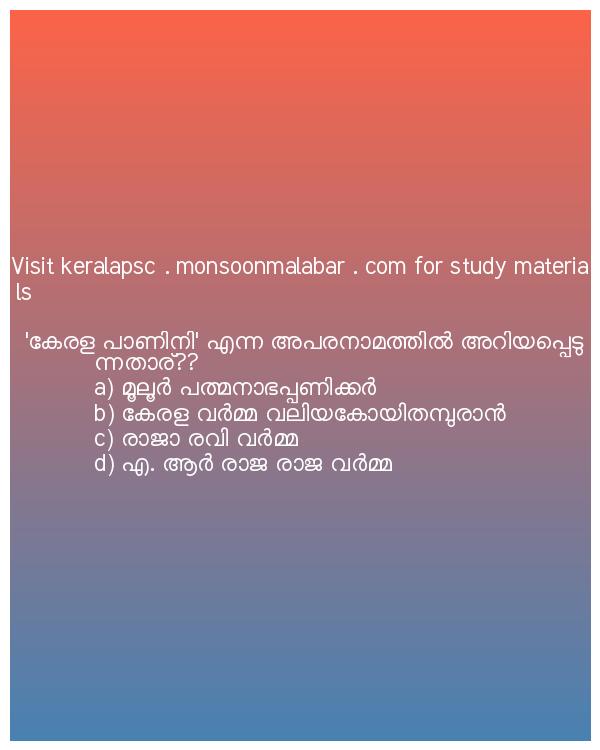 Visit keralapsc . monsoonmalabar . com for study materia
ls
'കേരള പാണിനി' എന്ന അപരനാമത്തിൽ അറിയപ്പെടു
ന്നതാര്??
a) മൂലൂർ പത്മനാഭപ്പണിക്കർ
b) കേരള വർമ്മ വലിയകോയിതമ്പുരാൻ
c) രാജാ രവി വർമ്മ
d) എ. ആർ രാജ രാജ വർമ്മ